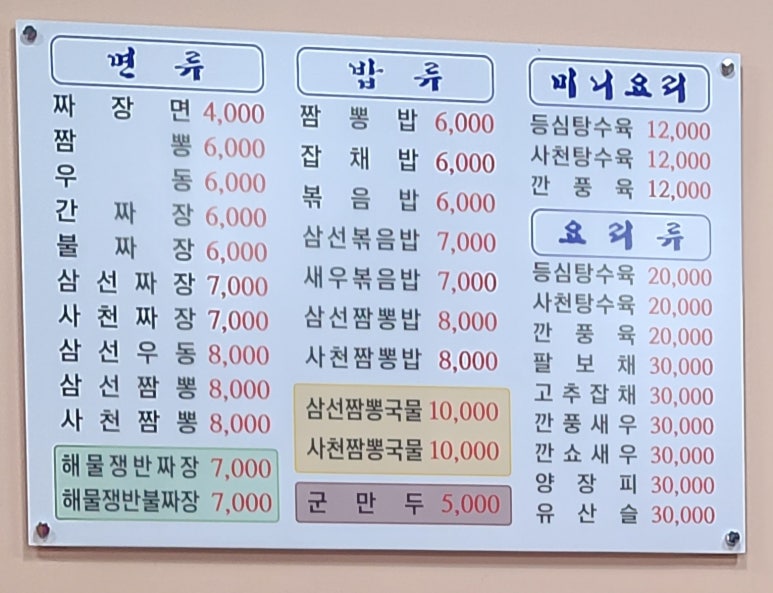 면 류
짜장면 4,000
짬뽕 6,000
우동 6,000
간짜장 6,000
불짜장 6,000
삼선짜장 7,000
사천짜장 7,000
삼선우동 8,000
삼선짬뽕 8,000
사천짬뽕 8,000
해물쟁반짜장 7,000
해물쟁반불짜장 7,000
밥 류
짬뽕밥 6,000
잡채밥 6,000
볶음밥 6,000
삼선볶음밥 7,000
새우볶음밥 7,000
삼선짬뽕밥 8,000
사천짬뽕밥 8,000
삼선짬뽕국물 10,000
사천짬뽕국물 10,000
군만두 5,000
미니요리
등심탕수육 12,000
사천탕수육 12,000
깐풍육 12,000
요리류
등심탕수육 20,000
사천탕수육 20,000
깐풍육 20,000
팔보채 30,000
고추잡채 30,000
깐풍새우 30,000
깐쇼새우 30,000
양장피 30,000
유산슬 30,000